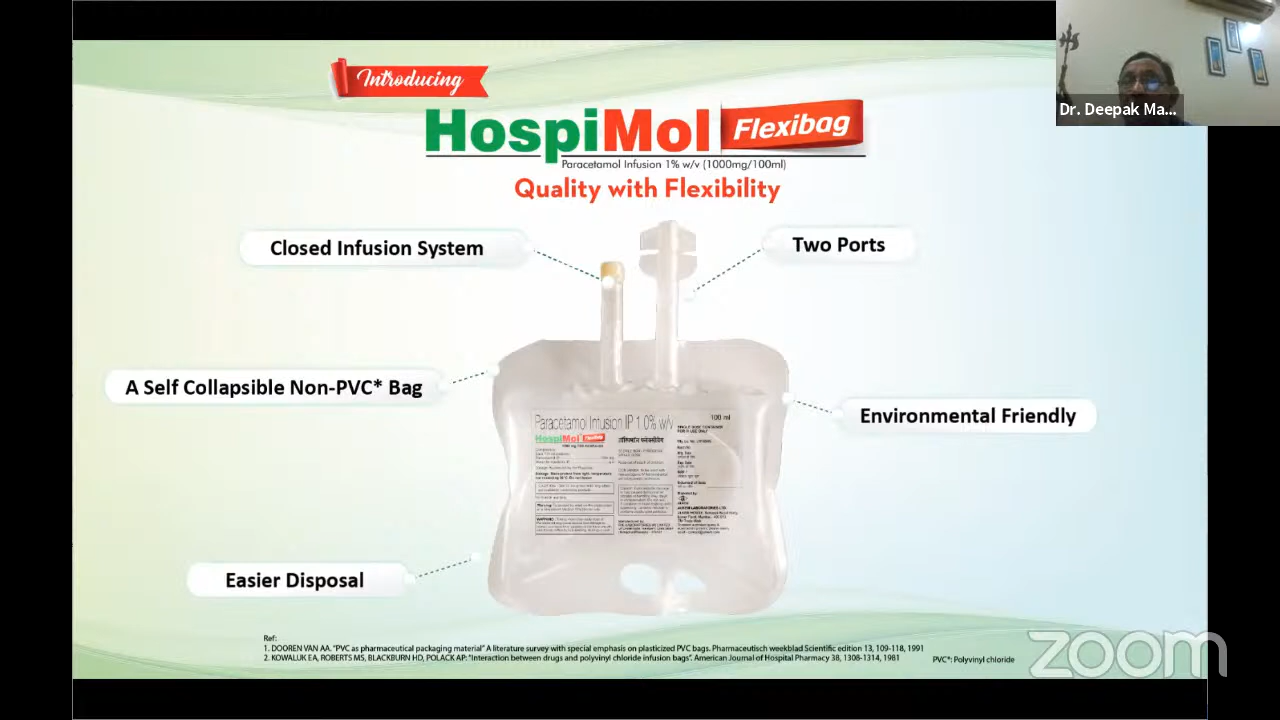 Introducing
HospiMol Flexibag
Paracetamol Infusion 1% w/v (1000mg/100ml)
Quality with Flexibility
Dr. Deepak Ma...
Closed Infusion System
Two Ports
A Self Collapsible Non-PVC* Bag
Environmental Friendly
Easier Disposal
Paracetamol Infusion IP 1.0% w/v
100 ml
HospiMol Flexibag
Ref:
1. DOOREN VAN AA. "PVC as pharmaceutical packaging material" A literature survey with special emphasis on plasticized PVC bags. Pharmaceutisch weekblad Scientific edition 13, 109-118, 1991
2. KOWALUK EA, ROBERTS MS, BLACKBURN HD, POLACK AP: "Interaction between drugs and polyvinyl chloride infusion bags". American Journal of Hospital Pharmacy 38, 1308-1314, 1981
PVC*: Polyvinyl chloride
zoom